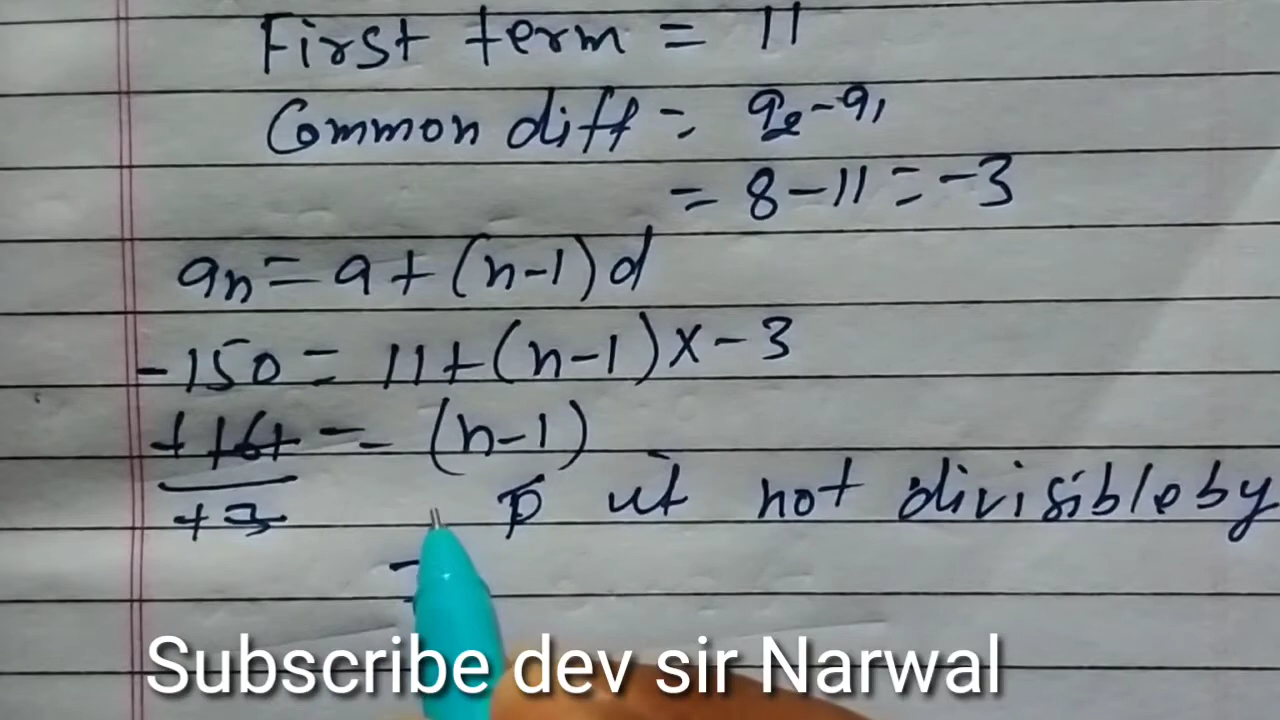 First term = 11
Common diff = a2-a1
= 8-11 = -3
an = a+(n-1)d
-150 = 11+(n-1)x-3
+161 = (n-1)
+3
it not divisible by
Subscribe dev sir Narwal